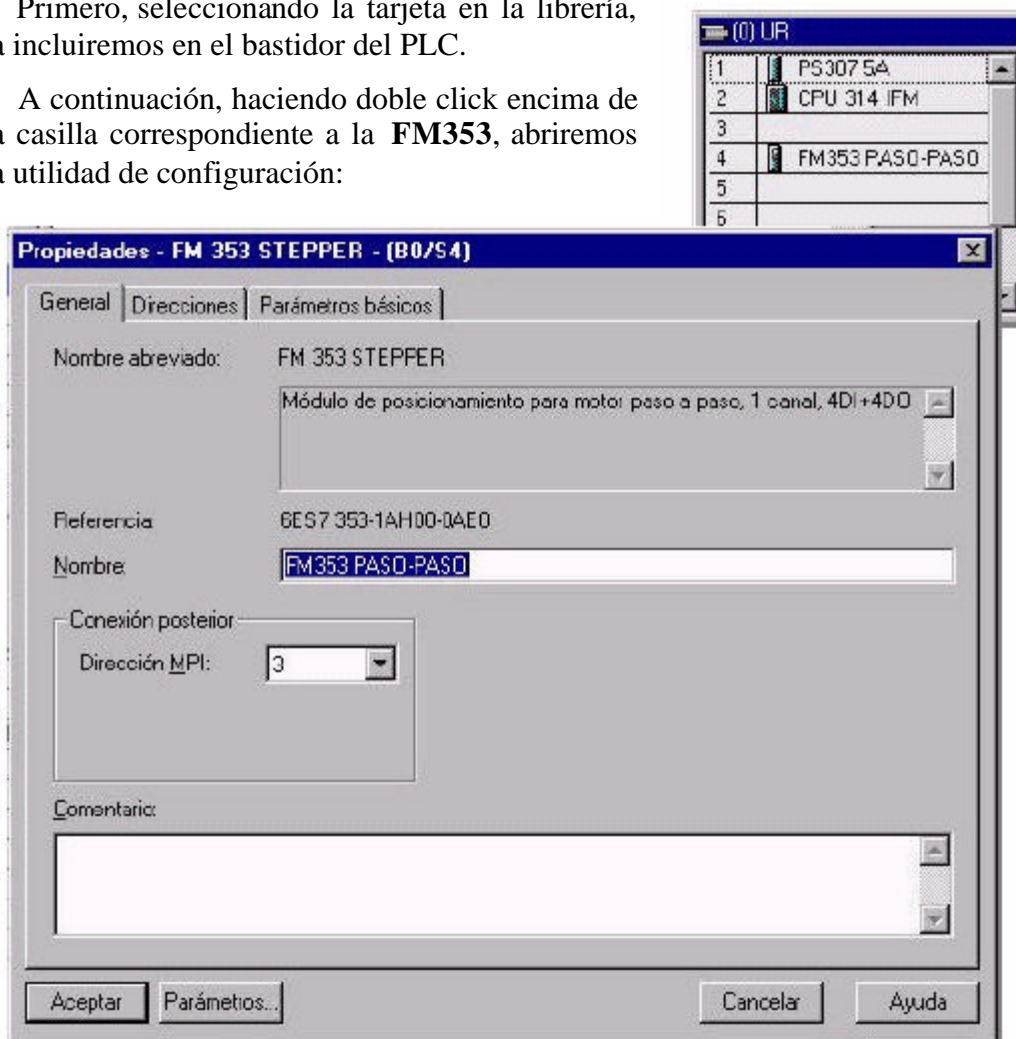 Primero, seleccionando la tarjeta en la librería,
a incluiremos en el bastidor del PLC.
A continuación, haciendo doble click encima de
a casilla correspondiente a la FM353, abriremos
a utilidad de configuración:
(0) UR
1 PS307 5A
2 CPU 314 IFM
3
4 FM353 PASO-PASO
5
6
Propiedades - FM 353 STEPPER - (B0/S4)
General Direcciones Parámetros básicos
Nombre abreviado: FM 353 STEPPER
Módulo de posicionamiento para motor paso a paso, 1 canal, 4DI+4DO
Referencia 6ES7 353-1AH00-0AE0
Nombre: FM353 PASO-PASO
Conexión posterior
Dirección MPI: 3
Comentario:
Aceptar Parámetros... Cancelar Ayuda